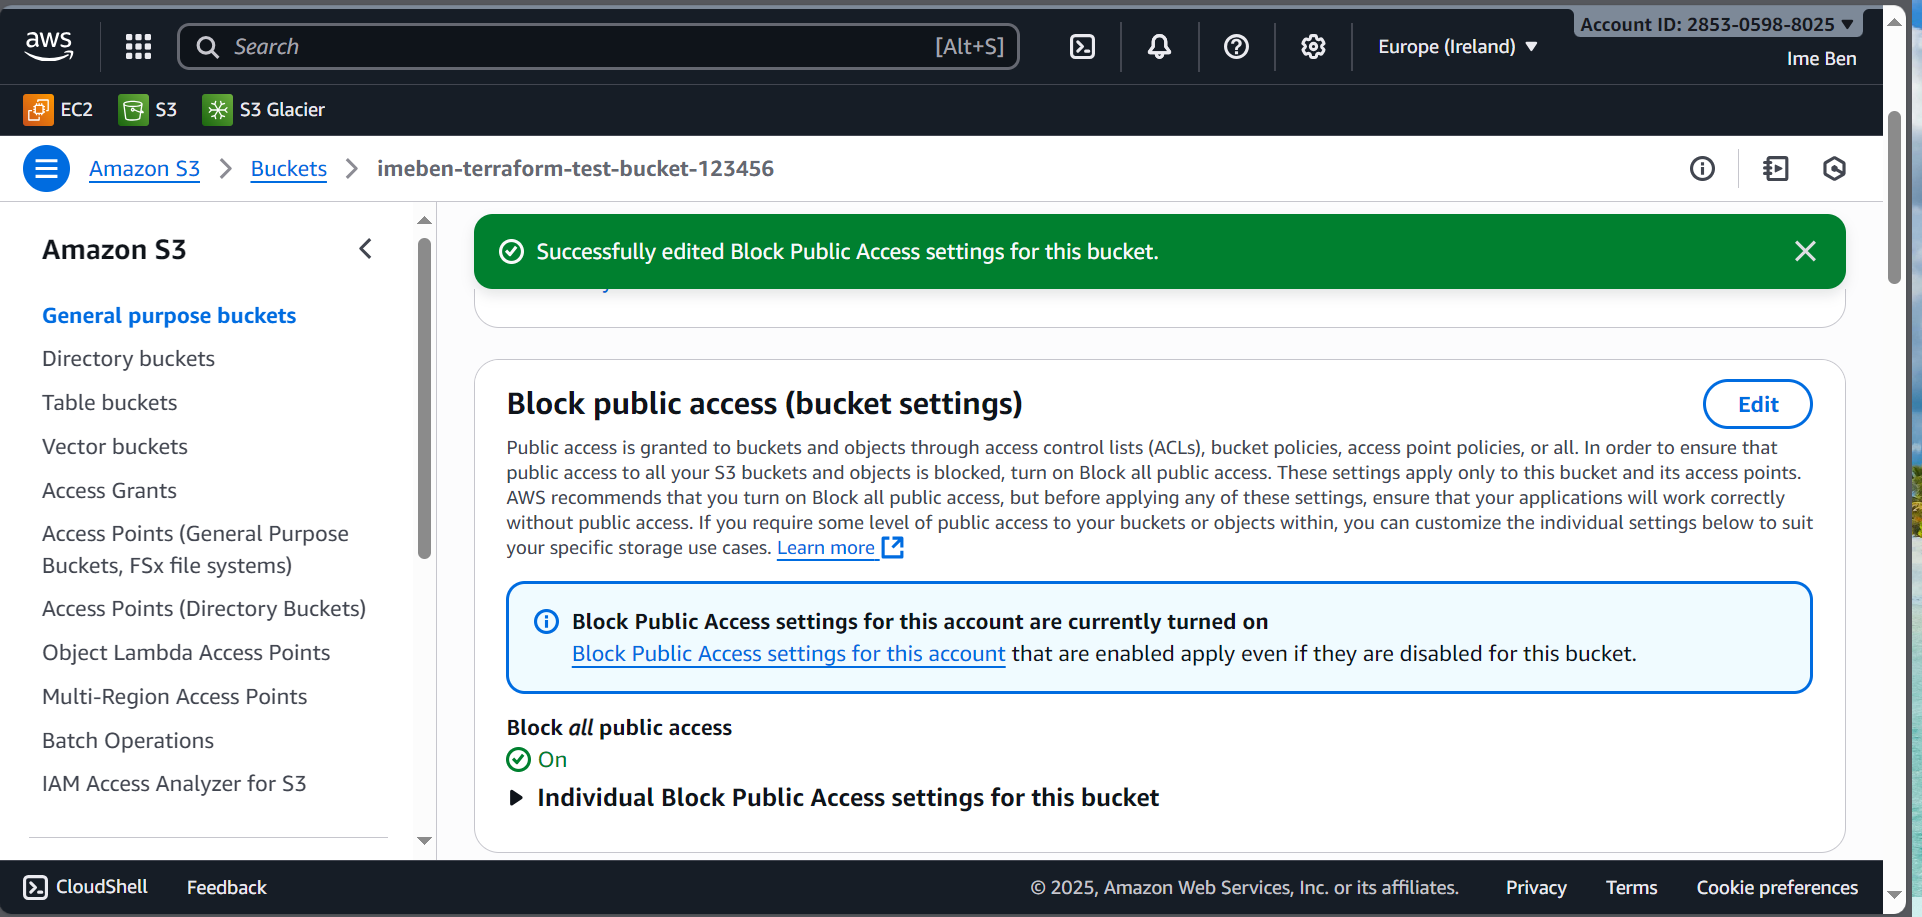 aws
Search
[Alt+S]
Europe (Ireland)
Account ID: 2853-0598-8025
Ime Ben
EC2
S3
S3 Glacier
Amazon S3
Buckets
imeben-terraform-test-bucket-123456
Amazon S3
General purpose buckets
Directory buckets
Table buckets
Vector buckets
Access Grants
Access Points (General Purpose
Buckets, FSx file systems)
Access Points (Directory Buckets)
Object Lambda Access Points
Multi-Region Access Points
Batch Operations
IAM Access Analyzer for S3
Successfully edited Block Public Access settings for this bucket.
Block public access (bucket settings)
Edit
Public access is granted to buckets and objects through access control lists (ACLs), bucket policies, access point policies, or all. In order to ensure that
public access to all your S3 buckets and objects is blocked, turn on Block all public access. These settings apply only to this bucket and its access points.
AWS recommends that you turn on Block all public access, but before applying any of these settings, ensure that your applications will work correctly
without public access. If you require some level of public access to your buckets or objects within, you can customize the individual settings below to suit
your specific storage use cases. Learn more
Block Public Access settings for this account are currently turned on
Block Public Access settings for this account that are enabled apply even if they are disabled for this bucket.
Block all public access
On
Individual Block Public Access settings for this bucket
CloudShell
Feedback
© 2025, Amazon Web Services, Inc. or its affiliates.
Privacy
Terms
Cookie preferences